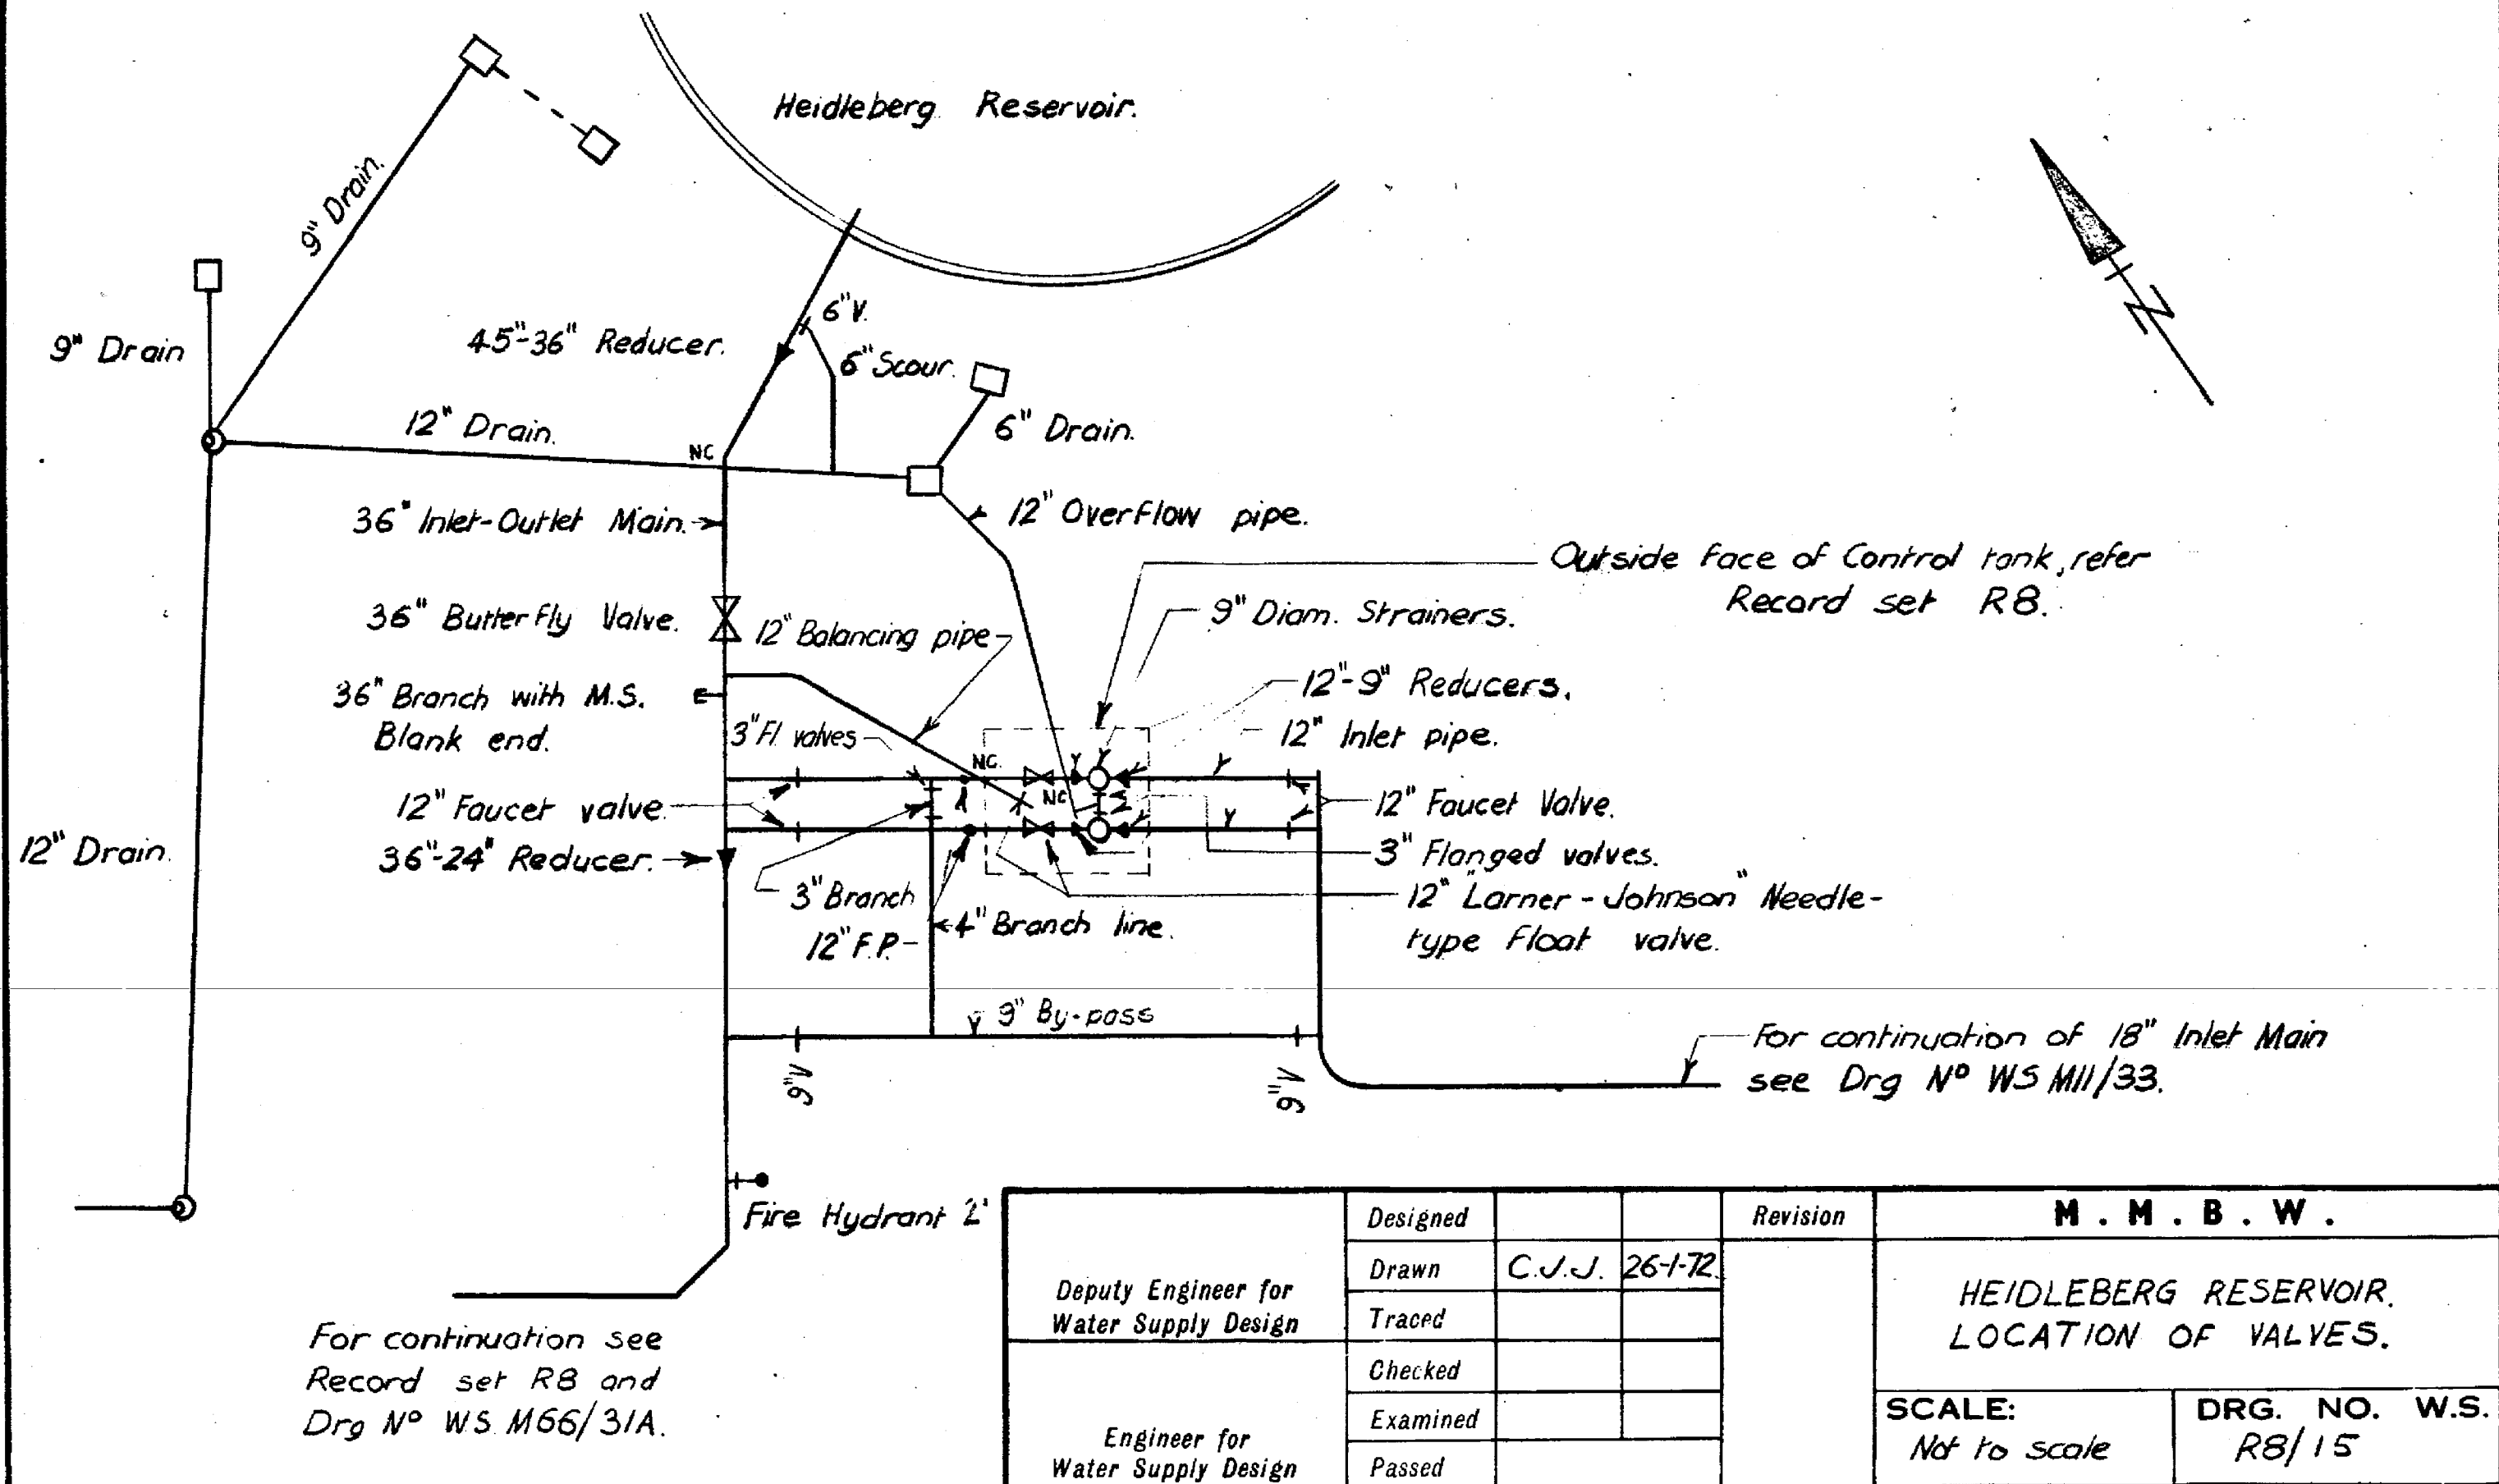 Heidleberg Reservoir.
9" Drain.
9" Drain
45"-36" Reducer.
6" V.
6" Scour.
12" Drain.
NC
6" Drain.
36" Inlet-Outlet Main.
12" Overflow pipe.
Outside face of Control tank, refer
Record set R8.
36" Butterfly Valve.
12" Balancing pipe
9" Diam. Strainers.
36" Branch with M.S.
Blank end.
12"-9" Reducers.
3" Fl. valves
12" Inlet pipe.
NC.
NC
12" Faucet valve.
12" Faucet Valve.
12" Drain.
36"-24" Reducer.
3" Flanged valves.
3" Branch
12" "Larner-Johnson" Needle-
type Float valve.
4" Branch line.
12" F.P.
9" By-pass
9"V
9"V
For continuation of 18" Inlet Main
see Drg Nº WS M11/33.
N
Fire Hydrant 2'
For continuation see
Record set R8 and
Drg Nº WS. M66/31A.
Deputy Engineer for
Water Supply Design
Engineer for
Water Supply Design
Designed
Drawn C.J.J. 26-1-72.
Traced
Checked
Examined
Passed
Revision
M.M.B.W.
HEIDLEBERG RESERVOIR.
LOCATION OF VALVES.
SCALE:
Not to scale
DRG. NO. W.S.
R8/15